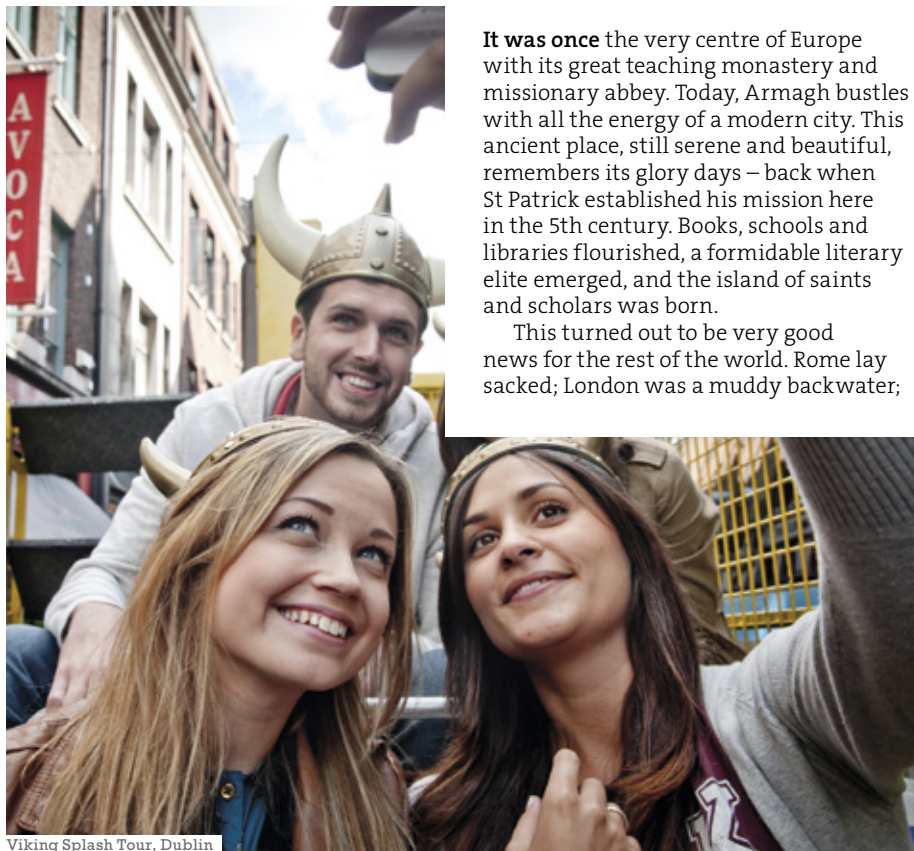 AVOCA
It was once the very centre of Europe
with its great teaching monastery and
missionary abbey. Today, Armagh bustles
with all the energy of a modern city. This
ancient place, still serene and beautiful,
remembers its glory days – back when
St Patrick established his mission here
in the 5th century. Books, schools and
libraries flourished, a formidable literary
elite emerged, and the island of saints
and scholars was born.
This turned out to be very good
news for the rest of the world. Rome lay
sacked; London was a muddy backwater;
Viking Splash Tour, Dublin